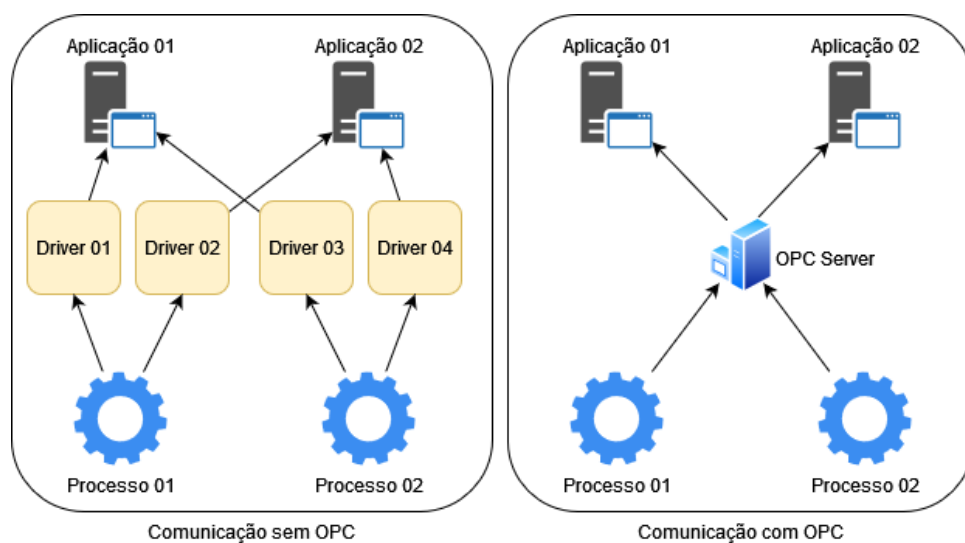 Aplicação 01
Aplicação 02
Driver 01
Driver 02
Driver 03
Driver 04
Processo 01
Processo 02
Comunicação sem OPC
Aplicação 01
Aplicação 02
OPC Server
Processo 01
Processo 02
Comunicação com OPC